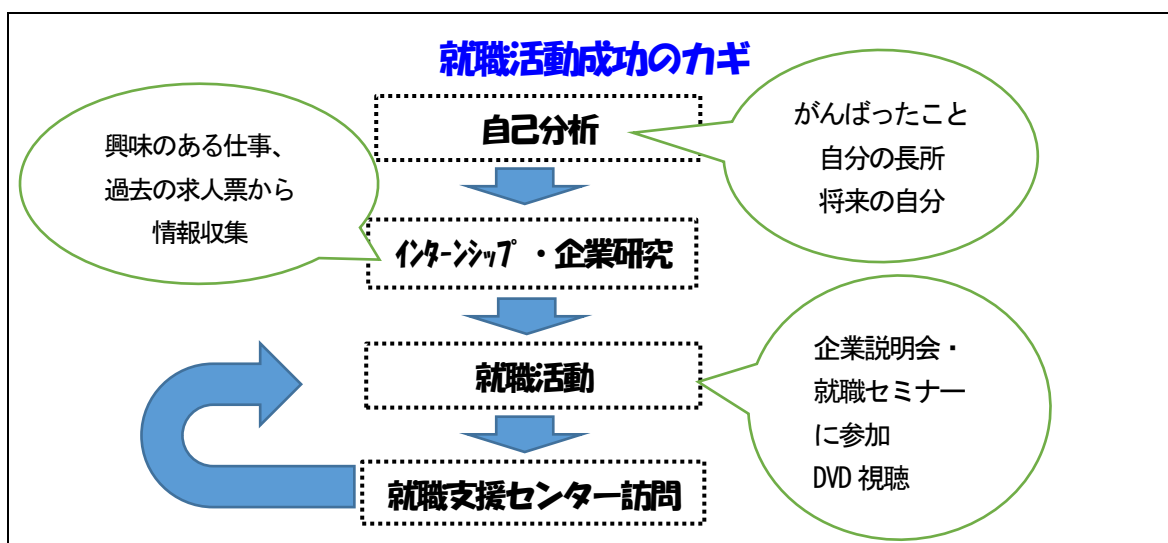 就職活動成功のカギ
自己分析
がんばったこと
自分の長所
将来の自分
興味のある仕事、
過去の求人票から
情報収集
ｲﾝﾀｰﾝｼｯﾌﾟ ・企業研究
就職活動
企業説明会・
就職セミナー
に参加
DVD 視聴
就職支援センター訪問